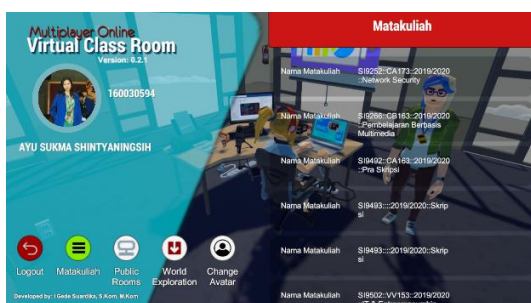 Multiplayer Online
Virtual Class Room
Version: 0.2.1
160030594
AYU SUKMA SHINTYANINGSIH
Logout
Matakuliah
Public
Rooms
World
Exploration
Change
Avatar
Developed by: I Gede Suardika, S.Kom, M.Kom
Matakuliah
Nama Matakuliah
SI9252::CA173::2019/2020
::Network Security
Nama Matakuliah
SI9266::CB163::2019/2020
::Pembelajaran Berbasis
Multimedia
Nama Matakuliah
SI9492::CA163::2019/2020
::Pra Skripsi
Nama Matakuliah
SI9493::::2019/2020::Skrip
si
Nama Matakuliah
SI9493::::2019/2020::Skrip
si
Nama Matakuliah
SI9502::VV153::2019/2020